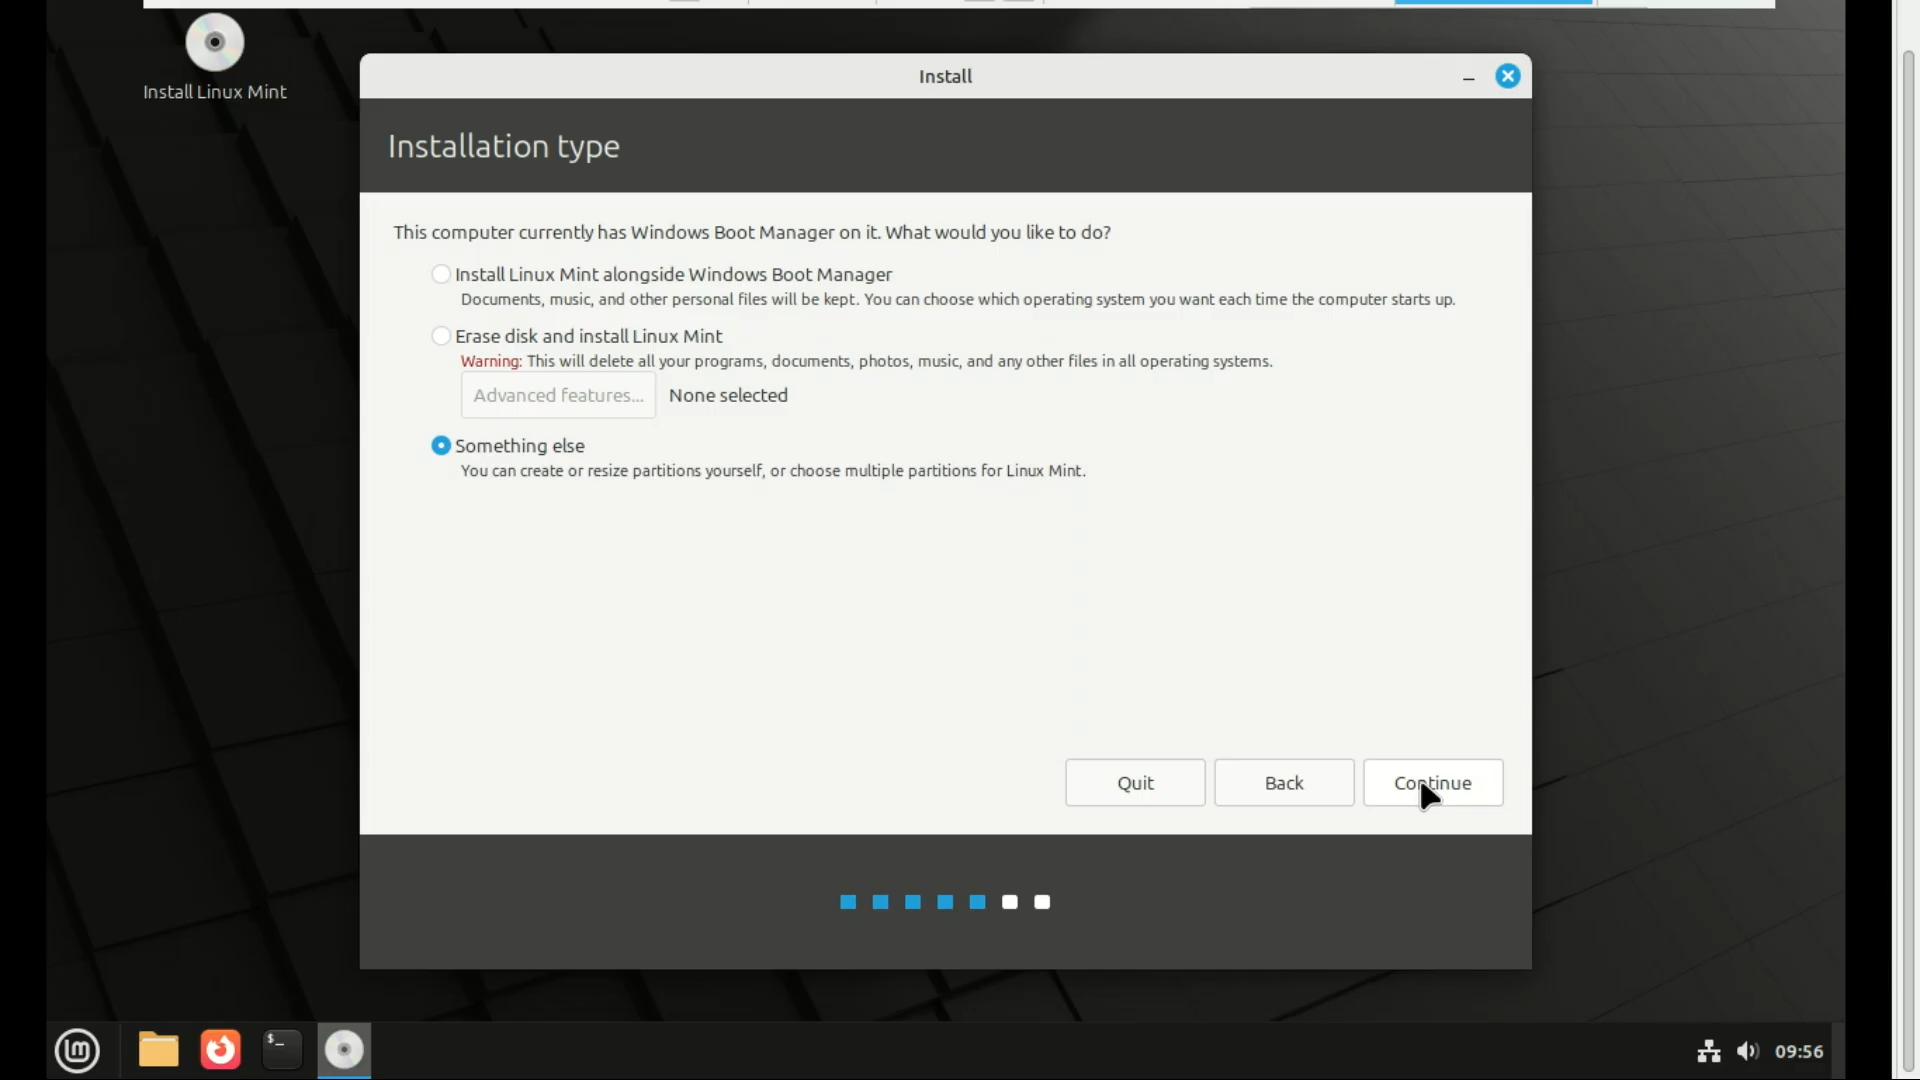 Install Linux Mint
Install
Installation type
This computer currently has Windows Boot Manager on it. What would you like to do?
Install Linux Mint alongside Windows Boot Manager
Documents, music, and other personal files will be kept. You can choose which operating system you want each time the computer starts up.
Erase disk and install Linux Mint
Warning: This will delete all your programs, documents, photos, music, and any other files in all operating systems.
Advanced features... None selected
Something else
You can create or resize partitions yourself, or choose multiple partitions for Linux Mint.
Quit Back Continue
$_
09:56